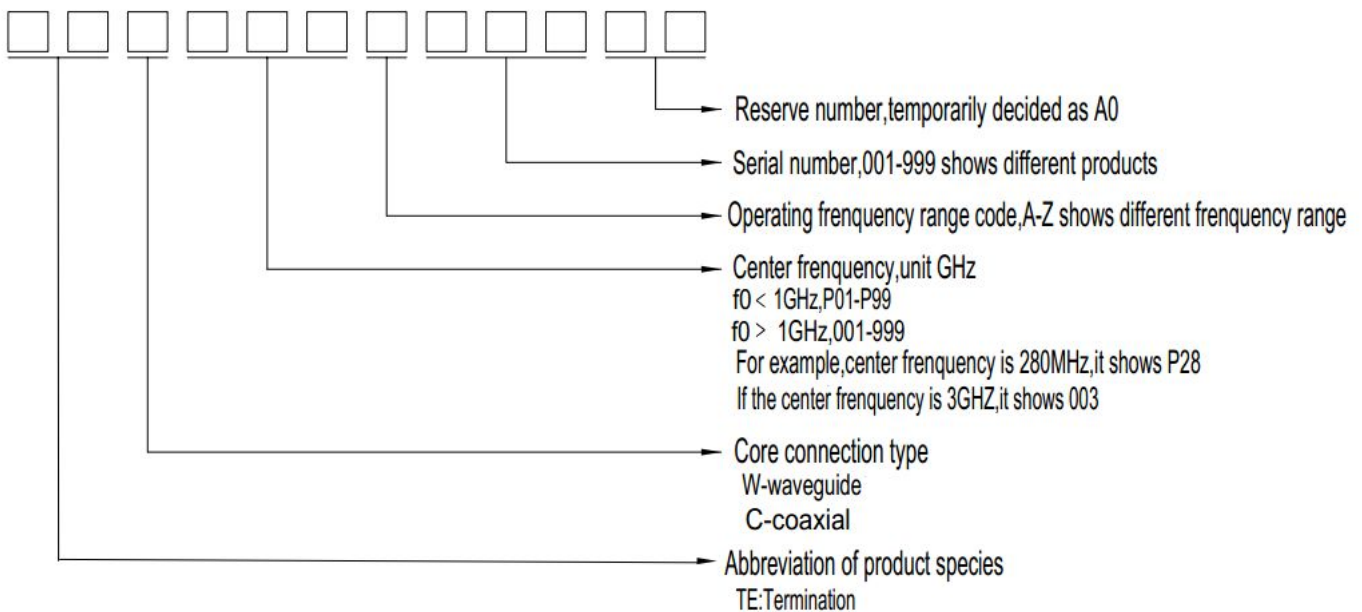 Reserve number,temporarily decided as A0
Serial number,001-999 shows different products
Operating frenquency range code,A-Z shows different frenquency range
Center frenquency,unit GHz
f0< 1GHz,P01-P99
f0> 1GHz,001-999
For example,center frenquency is 280MHz,it shows P28
If the center frenquency is 3GHZ,it shows 003
Core connection type
W-waveguide
C-coaxial
Abbreviation of product species
TE:Termination